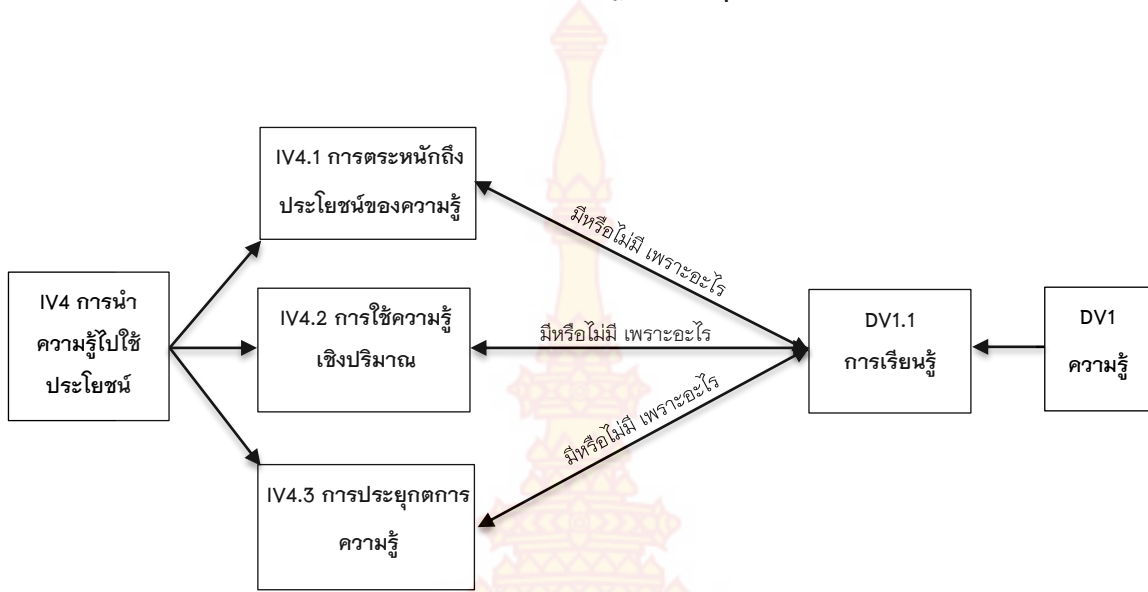 IV4.1 การตระหนักถึง
ประโยชน์ของความรู้
มีหรือไม่มี เพราะอะไร
IV4 การนำ
ความรู้ไปใช้
ประโยชน์
IV4.2 การใช้ความรู้
เชิงปริมาณ
มีหรือไม่มี เพราะอะไร
DV1.1
การเรียนรู้
DV1
ความรู้
มีหรือไม่มี เพราะอะไร
IV4.3 การประยุกตการ
ความรู้